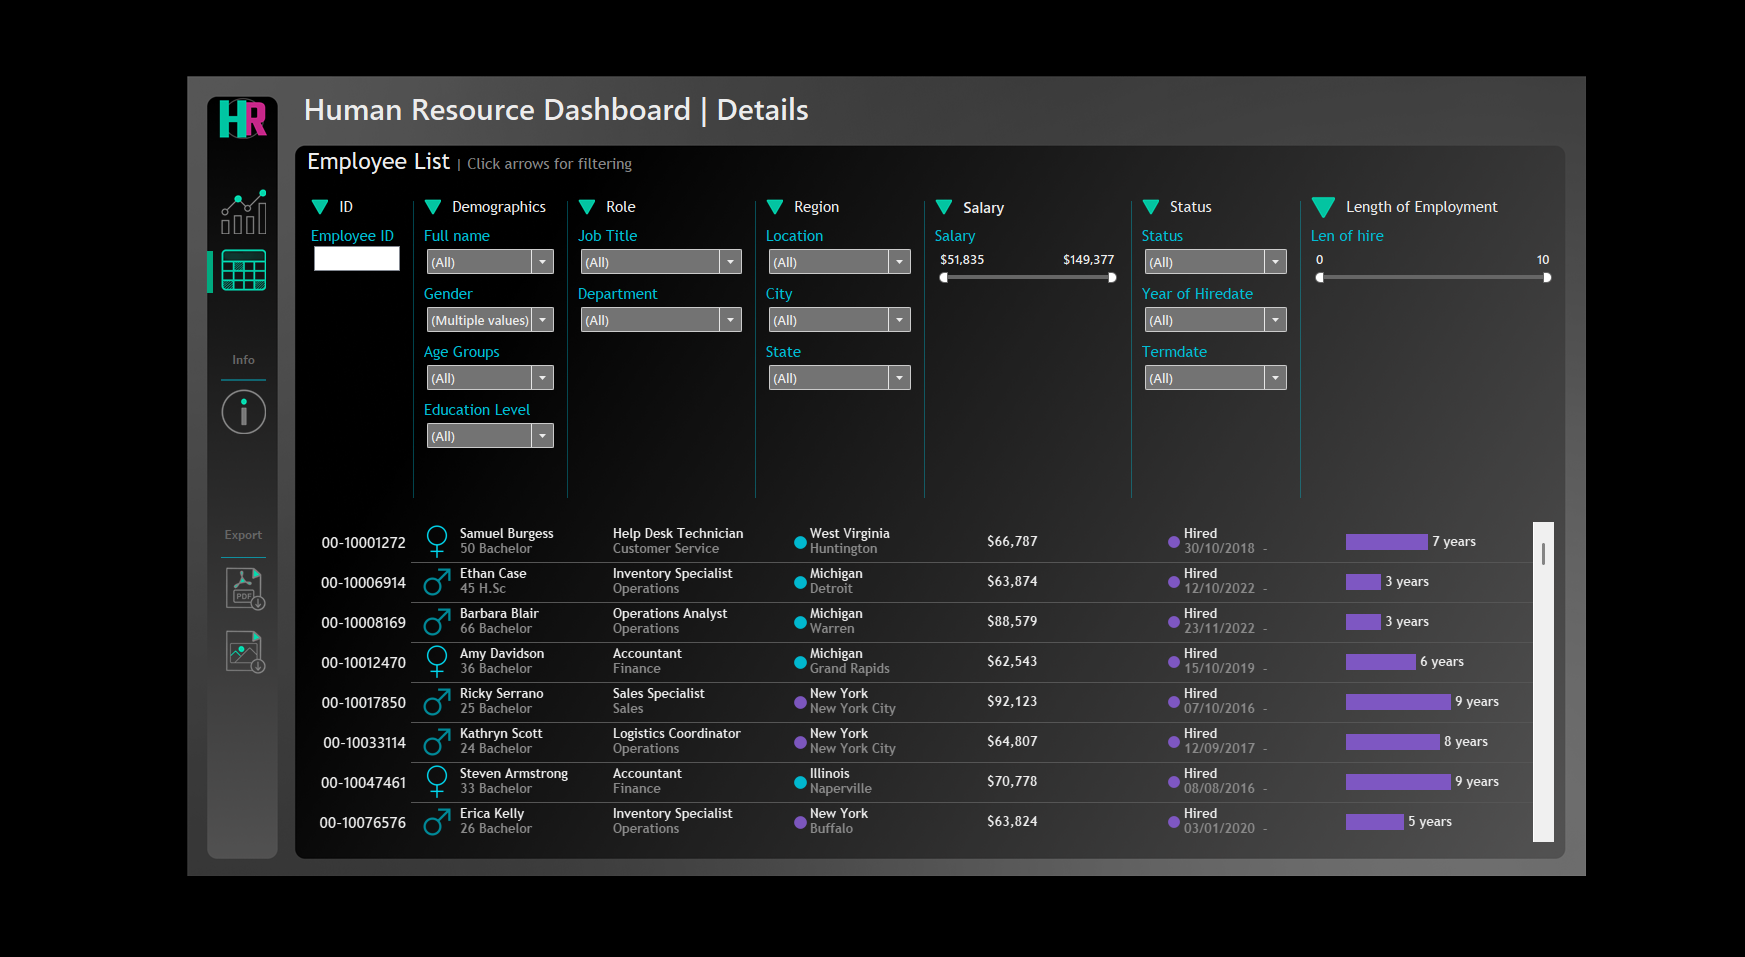 HR
Human Resource Dashboard | Details
Employee List | Click arrows for filtering
ID
Demographics
Role
Region
Salary
Status
Length of Employment
Employee ID
Full name
Job Title
Location
Salary
Status
Len of hire
(All)
(All)
(All)
$51,835
$149,377
(All)
0
10
Gender
Department
City
Year of Hiredate
(Multiple values)
(All)
(All)
(All)
Age Groups
State
Termdate
(All)
(All)
(All)
Education Level
(All)
Info
i
Export
PDF
00-10001272
Samuel Burgess
50 Bachelor
Help Desk Technician
Customer Service
West Virginia
Huntington
$66,787
Hired
30/10/2018 -
7 years
00-10006914
Ethan Case
45 H.Sc
Inventory Specialist
Operations
Michigan
Detroit
$63,874
Hired
12/10/2022 -
3 years
00-10008169
Barbara Blair
66 Bachelor
Operations Analyst
Operations
Michigan
Warren
$88,579
Hired
23/11/2022 -
3 years
00-10012470
Amy Davidson
36 Bachelor
Accountant
Finance
Michigan
Grand Rapids
$62,543
Hired
15/10/2019 -
6 years
00-10017850
Ricky Serrano
25 Bachelor
Sales Specialist
Sales
New York
New York City
$92,123
Hired
07/10/2016 -
9 years
00-10033114
Kathryn Scott
24 Bachelor
Logistics Coordinator
Operations
New York
New York City
$64,807
Hired
12/09/2017 -
8 years
00-10047461
Steven Armstrong
33 Bachelor
Accountant
Finance
Illinois
Naperville
$70,778
Hired
08/08/2016 -
9 years
00-10076576
Erica Kelly
26 Bachelor
Inventory Specialist
Operations
New York
Buffalo
$63,824
Hired
03/01/2020 -
5 years